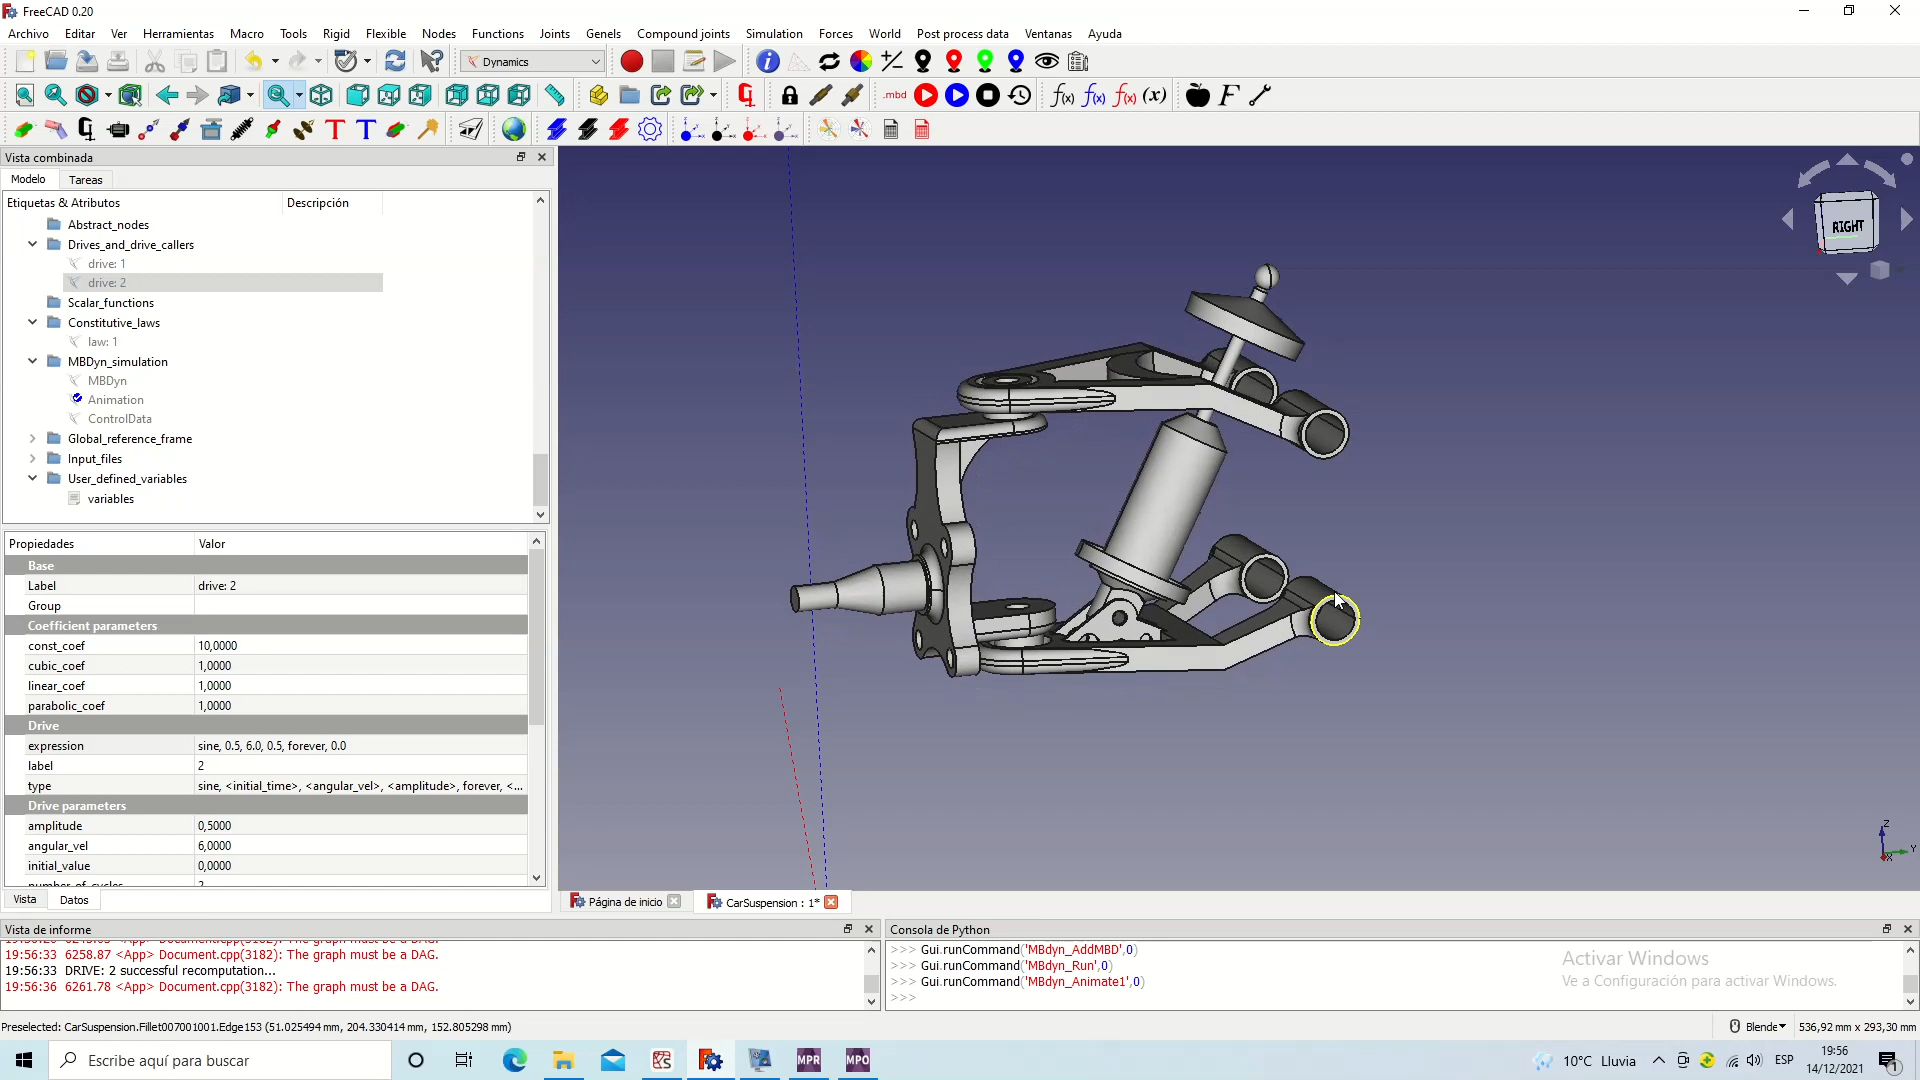 FreeCAD 0.20
Archivo Editar Ver Herramientas Macro Tools Rigid Flexible Nodes Functions Joints Genels Compound joints Simulation Forces World Post process data Ventanas Ayuda
Dynamics
.mbd f(x) f(x) f(x) (x) F
T T
Vista combinada
Modelo Tareas
Etiquetas & Atributos Descripción
Abstract_nodes
Drives_and_drive_callers
drive: 1
drive: 2
Scalar_functions
Constitutive_laws
law: 1
MBDyn_simulation
MBDyn
Animation
ControlData
Global_reference_frame
Input_files
User_defined_variables
variables
Propiedades Valor
Base
Label drive: 2
Group
Coefficient parameters
const_coef 10,0000
cubic_coef 1,0000
linear_coef 1,0000
parabolic_coef 1,0000
Drive
expression sine, 0.5, 6.0, 0.5, forever, 0.0
label 2
type sine, <initial_time>, <angular_vel>, <amplitude>, forever, <...
Drive parameters
amplitude 0,5000
angular_vel 6,0000
initial_value 0,0000
number_of_cycles 2
Vista Datos
RIGHT
Z
Y
X
Página de inicio CarSuspension : 1*
Vista de informe
19:56:33 6258.87 <App> Document.cpp(3182): The graph must be a DAG.
19:56:33 DRIVE: 2 successful recomputation...
19:56:36 6261.78 <App> Document.cpp(3182): The graph must be a DAG.
Consola de Python
>>> Gui.runCommand('MBdyn_AddMBD',0)
>>> Gui.runCommand('MBdyn_Run',0)
>>> Gui.runCommand('MBdyn_Animate1',0)
>>>
Activar Windows
Ve a Configuración para activar Windows.
Preselected: CarSuspension.Fillet007001001.Edge153 (51.025494 mm, 204.330414 mm, 152.805298 mm)
Blender 536,92 mm x 293,30 mm
Escribe aquí para buscar
MPR MPO
10°C Lluvia ESP
19:56
14/12/2021
1